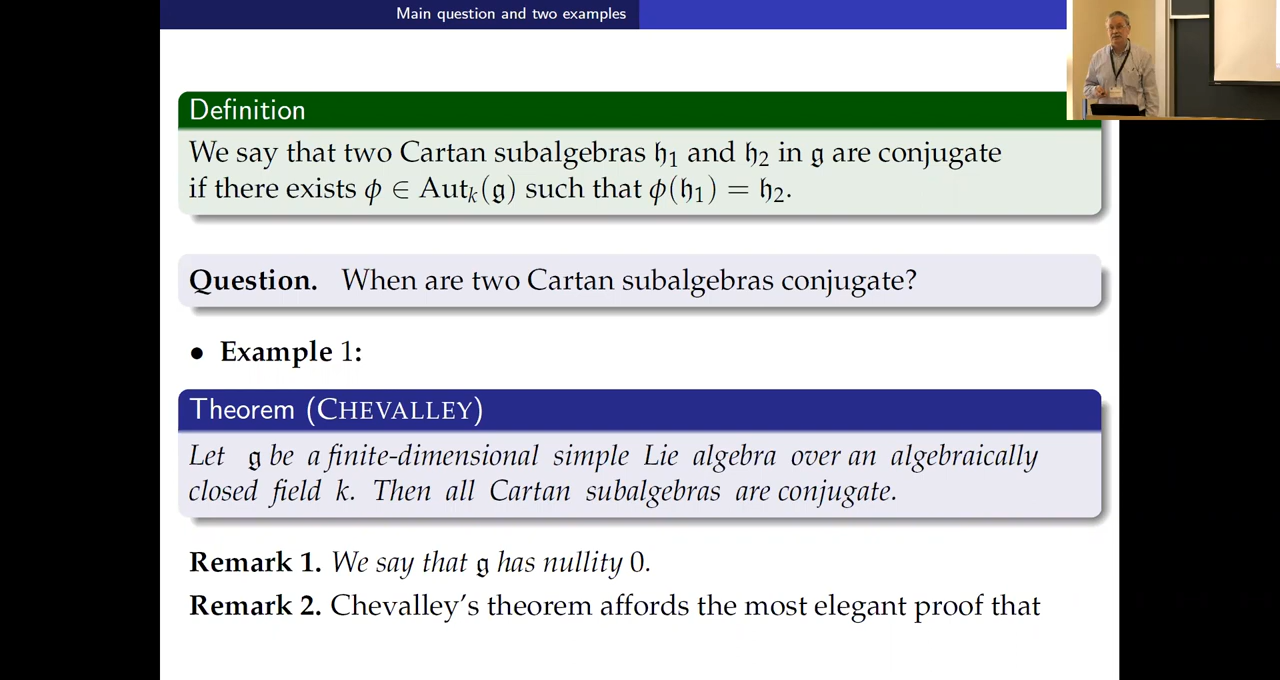 Main question and two examples
Definition
We say that two Cartan subalgebras 𝔥₁ and 𝔥₂ in 𝔤 are conjugate
if there exists ϕ ∈ Autₖ(𝔤) such that ϕ(𝔥₁) = 𝔥₂.
Question. When are two Cartan subalgebras conjugate?
• Example 1:
Theorem (CHEVALLEY)
Let 𝔤 be a finite-dimensional simple Lie algebra over an algebraically
closed field k. Then all Cartan subalgebras are conjugate.
Remark 1. We say that 𝔤 has nullity 0.
Remark 2. Chevalley's theorem affords the most elegant proof that